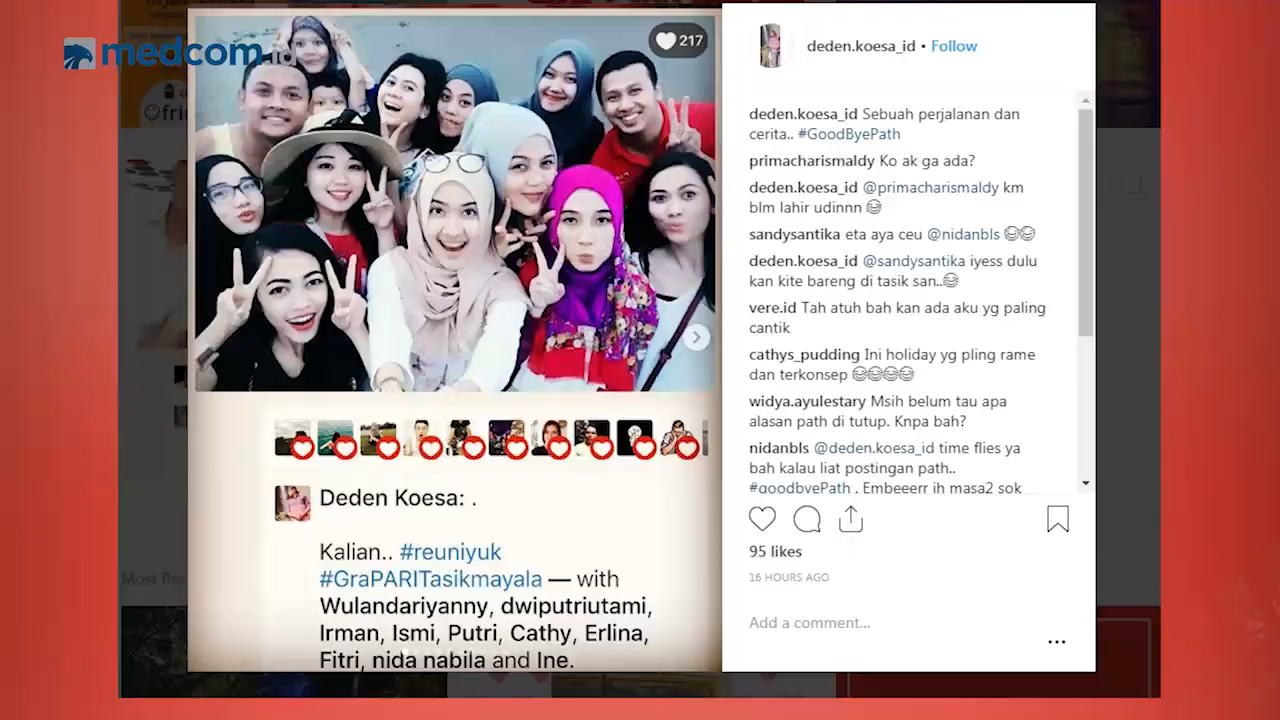 medcom.id
217
Deden Koesa: .
Kalian.. #reuniyuk
#GraPARITasikmayala — with
Wulandariyanny, dwiputriutami,
Irman, Ismi, Putri, Cathy, Erlina,
Fitri, nida nabila and Ine.
deden.koesa_id • Follow
deden.koesa_id Sebuah perjalanan dan
cerita.. #GoodByePath
primacharismaldy Ko ak ga ada?
deden.koesa_id @primacharismaldy km
blm lahir udinnn 😂
sandysantika eta aya ceu @nidanbls 😂😂
deden.koesa_id @sandysantika iyess dulu
kan kite bareng di tasik san..😂
vere.id Tah atuh bah kan ada aku yg paling
cantik
cathys_pudding Ini holiday yg pling rame
dan terkonsep 😂😂😂😂
widya.ayulestary Msih belum tau apa
alasan path di tutup. Knpa bah?
nidanbls @deden.koesa_id time flies ya
bah kalau liat postingan path..
#goodbyePath . Embeeerr ih masa2 sok
95 likes
16 HOURS AGO
Add a comment...